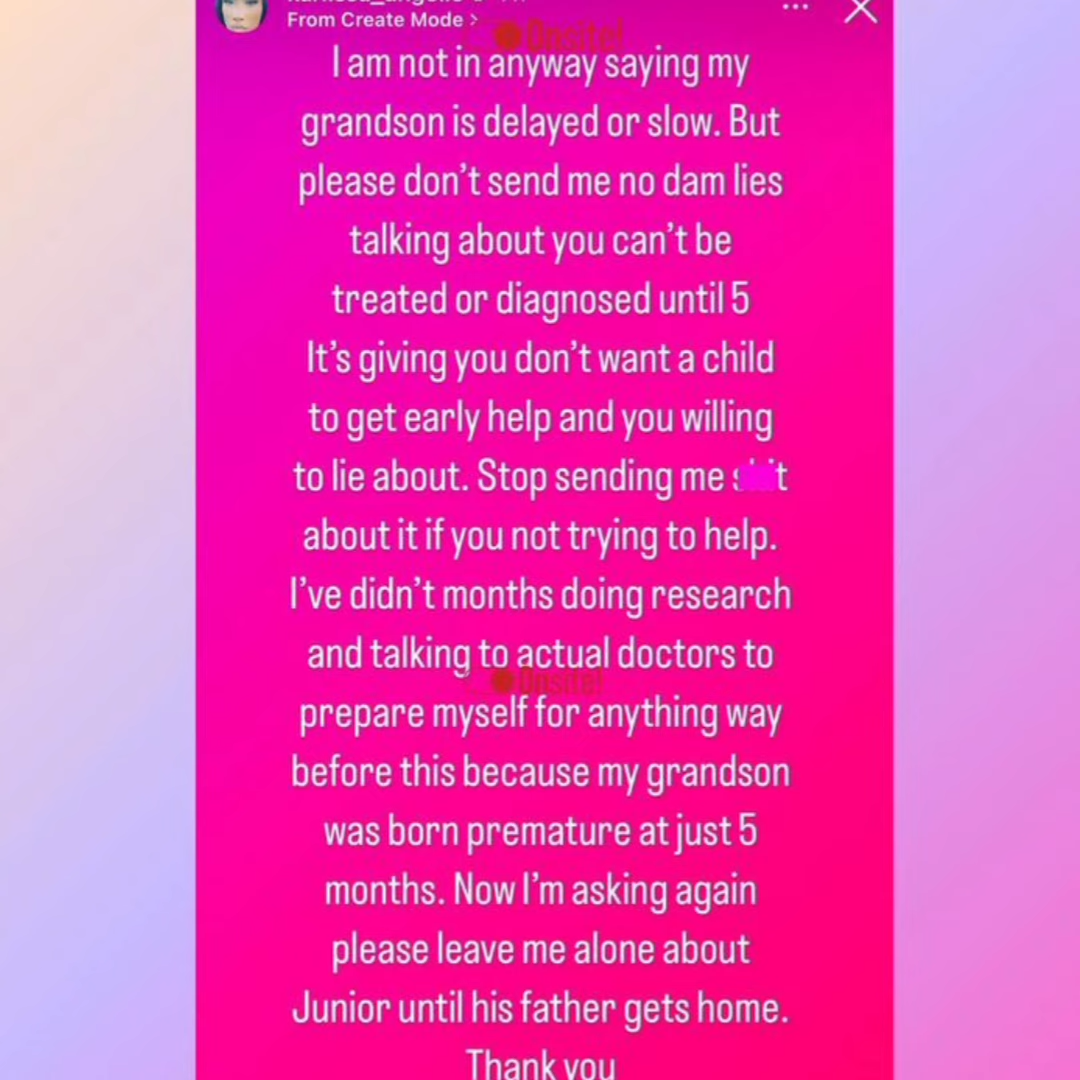 From Create Mode >
Onsite!
I am not in anyway saying my
grandson is delayed or slow. But
please don’t send me no dam lies
talking about you can’t be
treated or diagnosed until 5
It’s giving you don’t want a child
to get early help and you willing
to lie about. Stop sending me s t
about it if you not trying to help.
I’ve didn’t months doing research
and talking to actual doctors to
Onsite!
prepare myself for anything way
before this because my grandson
was born premature at just 5
months. Now I’m asking again
please leave me alone about
Junior until his father gets home.
Thank you